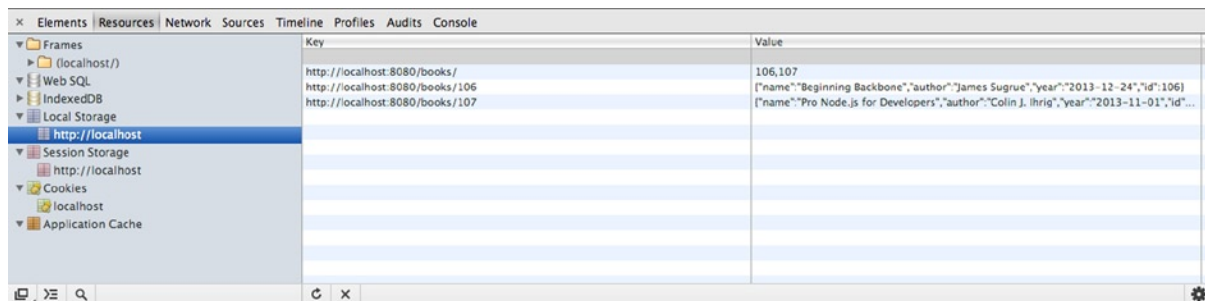 × Elements Resources Network Sources Timeline Profiles Audits Console
Frames
(localhost/)
Web SQL
IndexedDB
Local Storage
http://localhost
Session Storage
http://localhost
Cookies
localhost
Application Cache
Key Value
http://localhost:8080/books/ 106,107
http://localhost:8080/books/106 {"name":"Beginning Backbone","author":"James Sugrue","year":"2013-12-24","id":106}
http://localhost:8080/books/107 {"name":"Pro Node.js for Developers","author":"Colin J. Ihrig","year":"2013-11-01","id"...